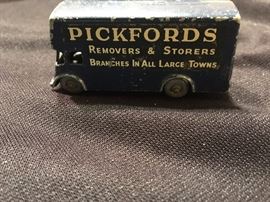 PICKFORDS
REMOVERS & STORERS
BRANCHES IN ALL LARGE TOWNS